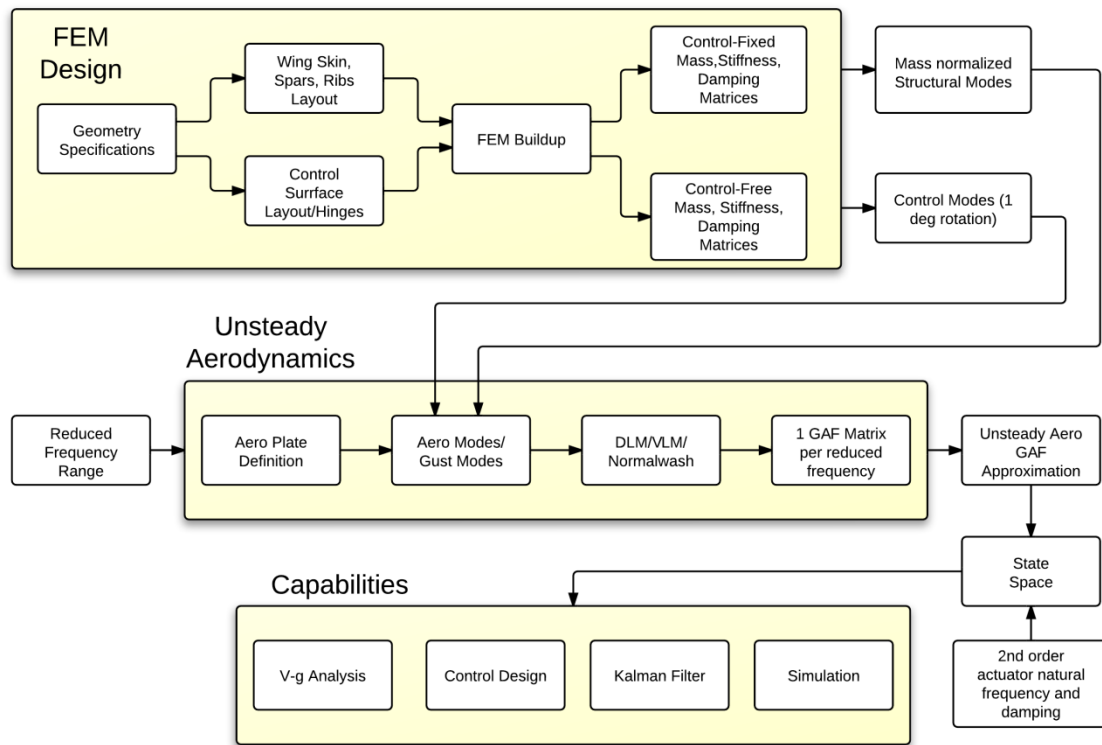 FEM
Design
Geometry
Specifications
Wing Skin,
Spars, Ribs
Layout
Control
Surrface
Layout/Hinges
FEM Buildup
Control-Fixed
Mass,Stiffness,
Damping
Matrices
Control-Free
Mass, Stiffness,
Damping
Matrices
Mass normalized
Structural Modes
Control Modes (1
deg rotation)
Unsteady
Aerodynamics
Reduced
Frequency
Range
Aero Plate
Definition
Aero Modes/
Gust Modes
DLM/VLM/
Normalwash
1 GAF Matrix
per reduced
frequency
Unsteady Aero
GAF
Approximation
State
Space
2nd order
actuator natural
frequency and
damping
Capabilities
V-g Analysis
Control Design
Kalman Filter
Simulation